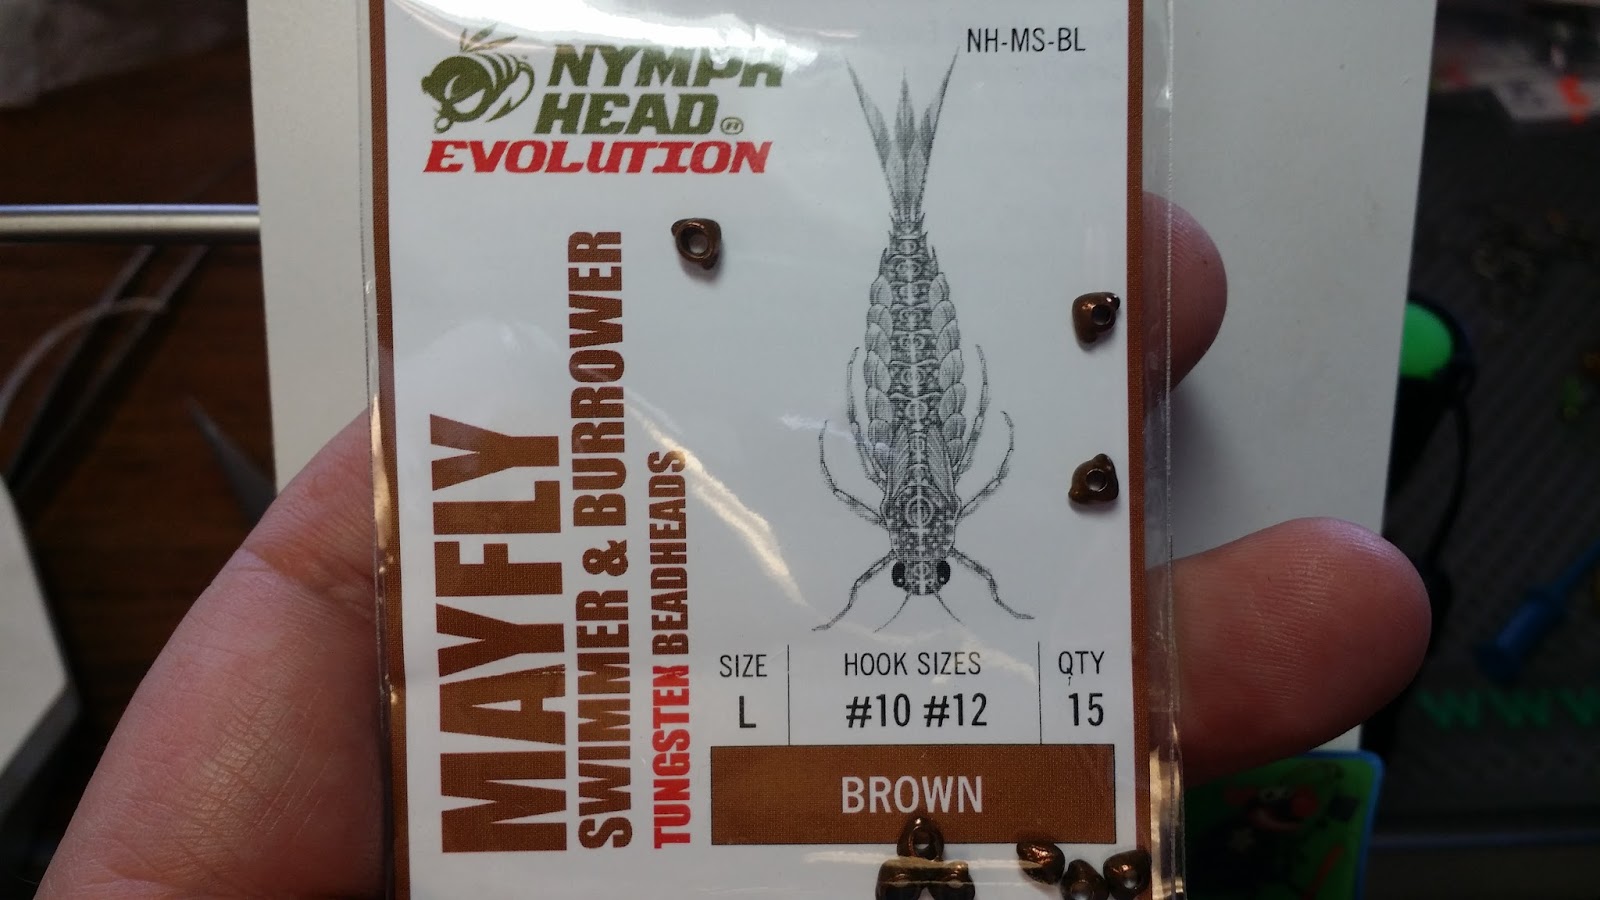 NH-MS-BL
NYMPH
HEAD®
EVOLUTION
MAYFLY
SWIMMER & BURROWER
TUNGSTEN BEADHEADS
SIZE
L
HOOK SIZES
#10 #12
QTY
15
BROWN
WWW